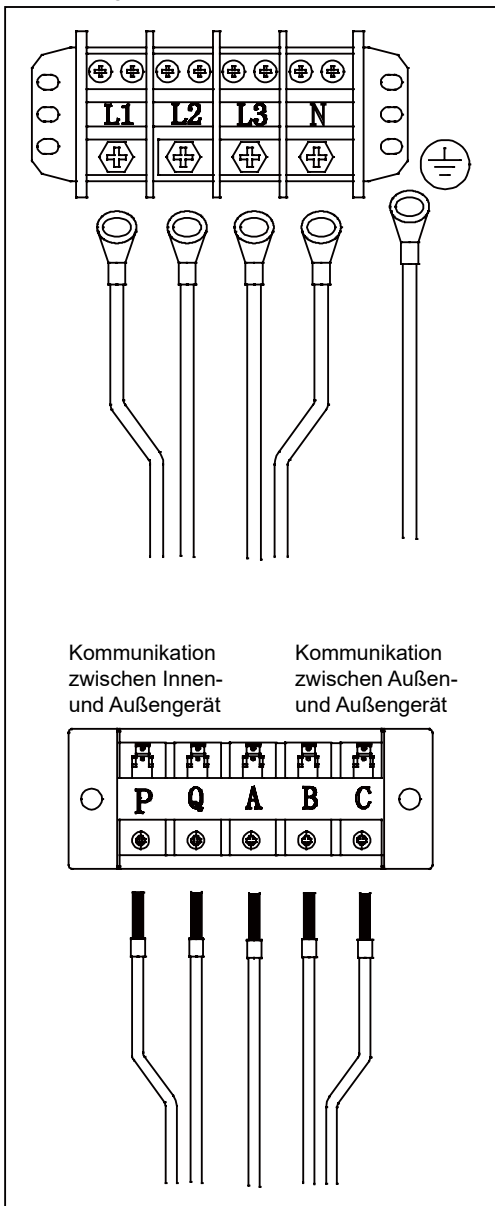 L1 L2 L3 N
Kommunikation
zwischen Innen-
und Außengerät
Kommunikation
zwischen Außen-
und Außengerät
P Q A B C